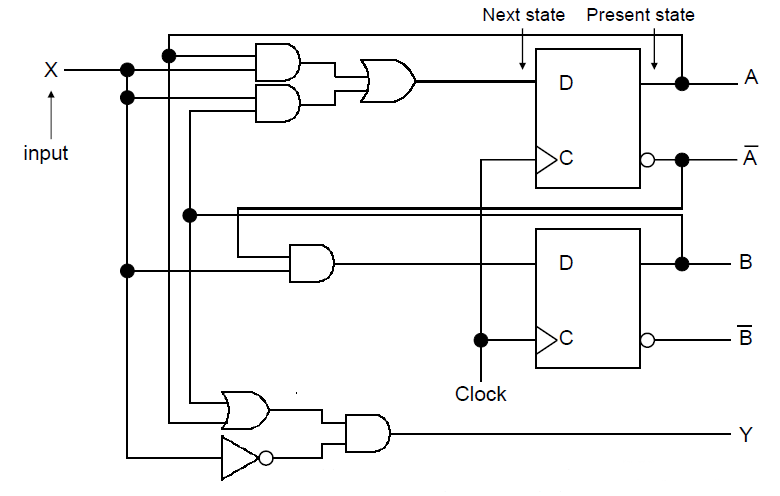 Next state Present state
X
A
D
input
C
A̅
D
B
C
B̅
Clock
Y